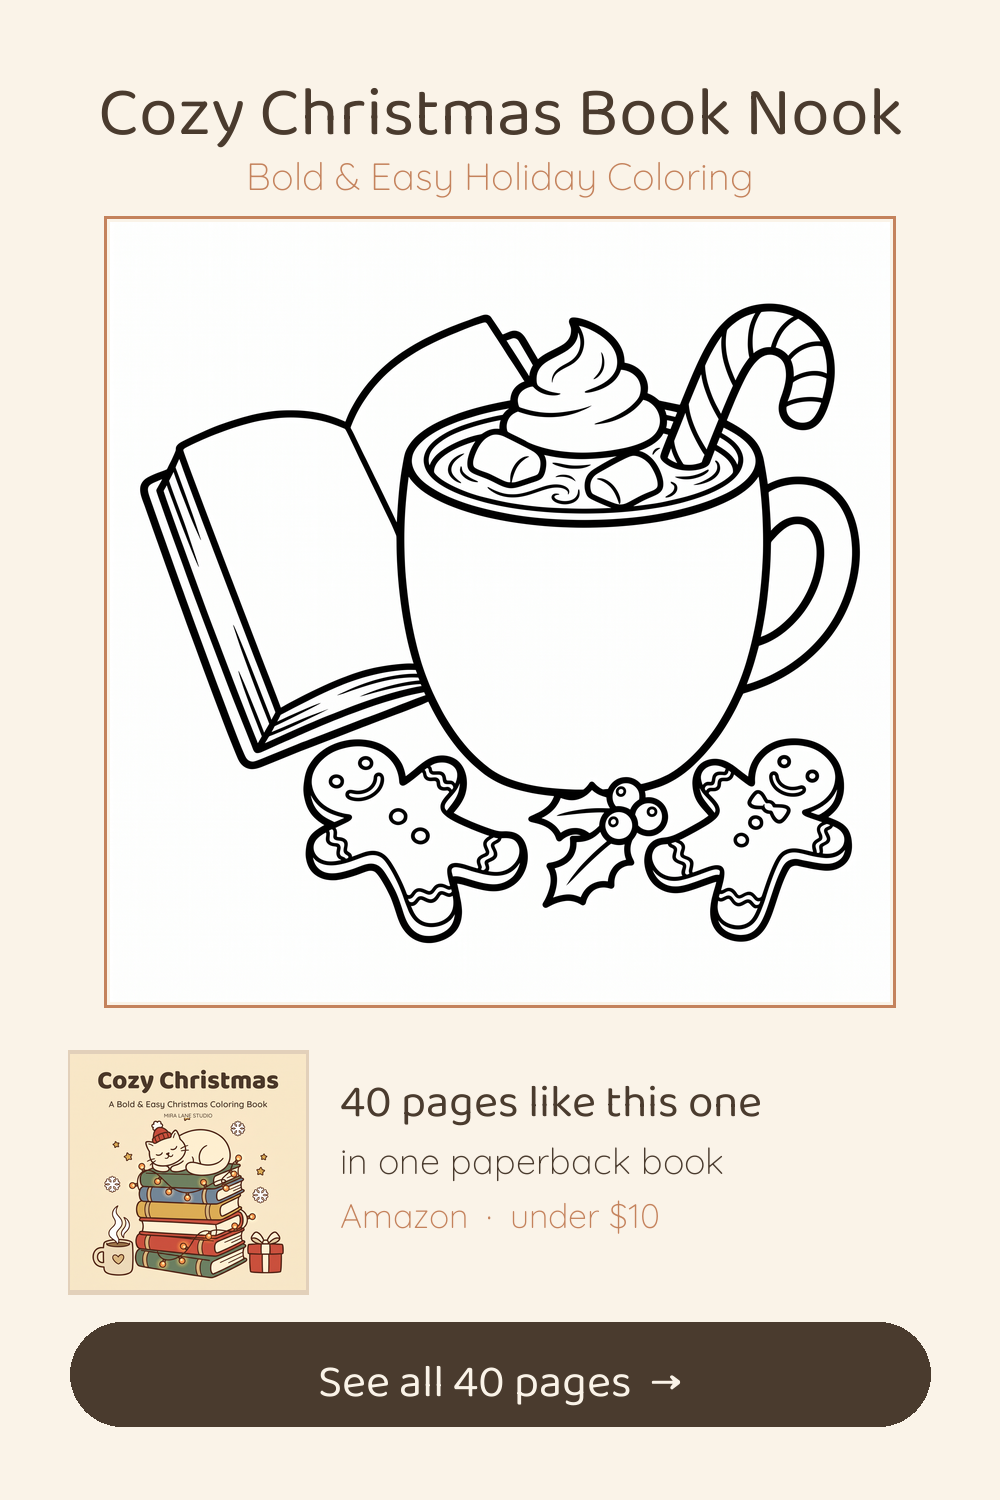 Cozy Christmas Book Nook
Bold & Easy Holiday Coloring
Cozy Christmas
A Bold & Easy Christmas Coloring Book
MIRA LANE STUDIO
40 pages like this one
in one paperback book
Amazon · under $10
See all 40 pages →